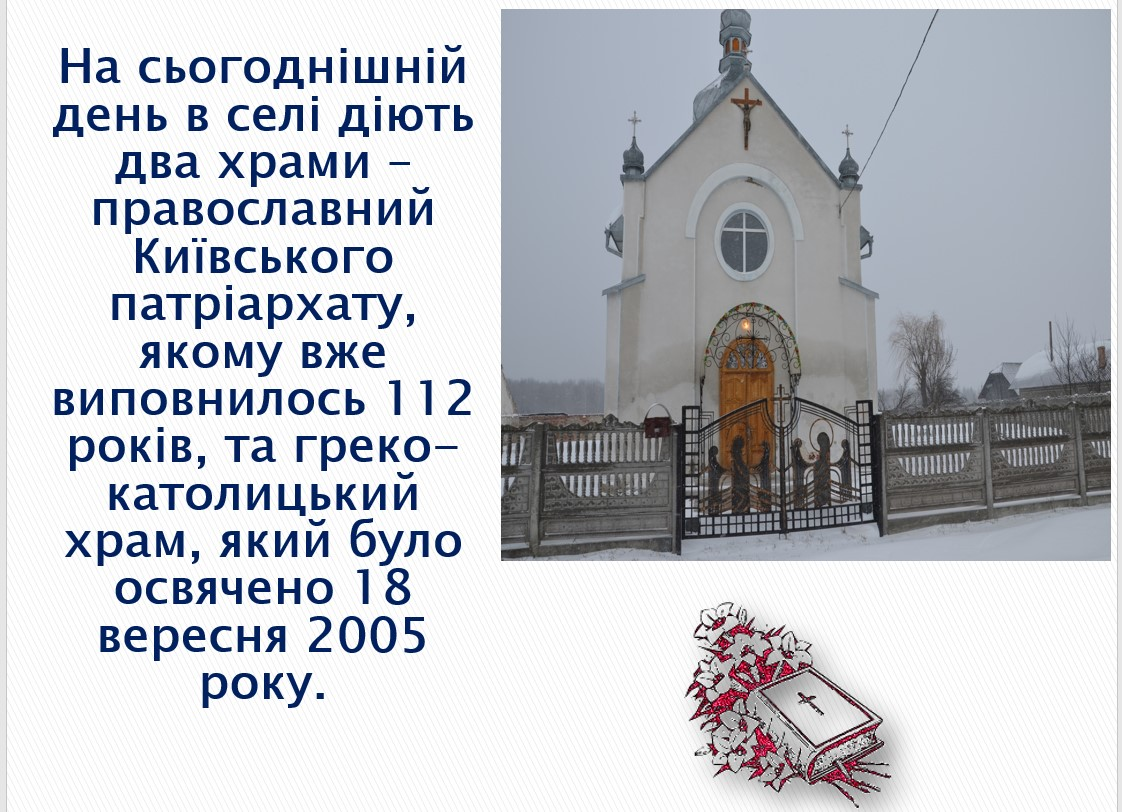 На сьогоднішній
день в селі діють
два храми –
православний
Київського
патріархату,
якому вже
виповнилось 112
років, та греко-
католицький
храм, який було
освячено 18
вересня 2005
року.